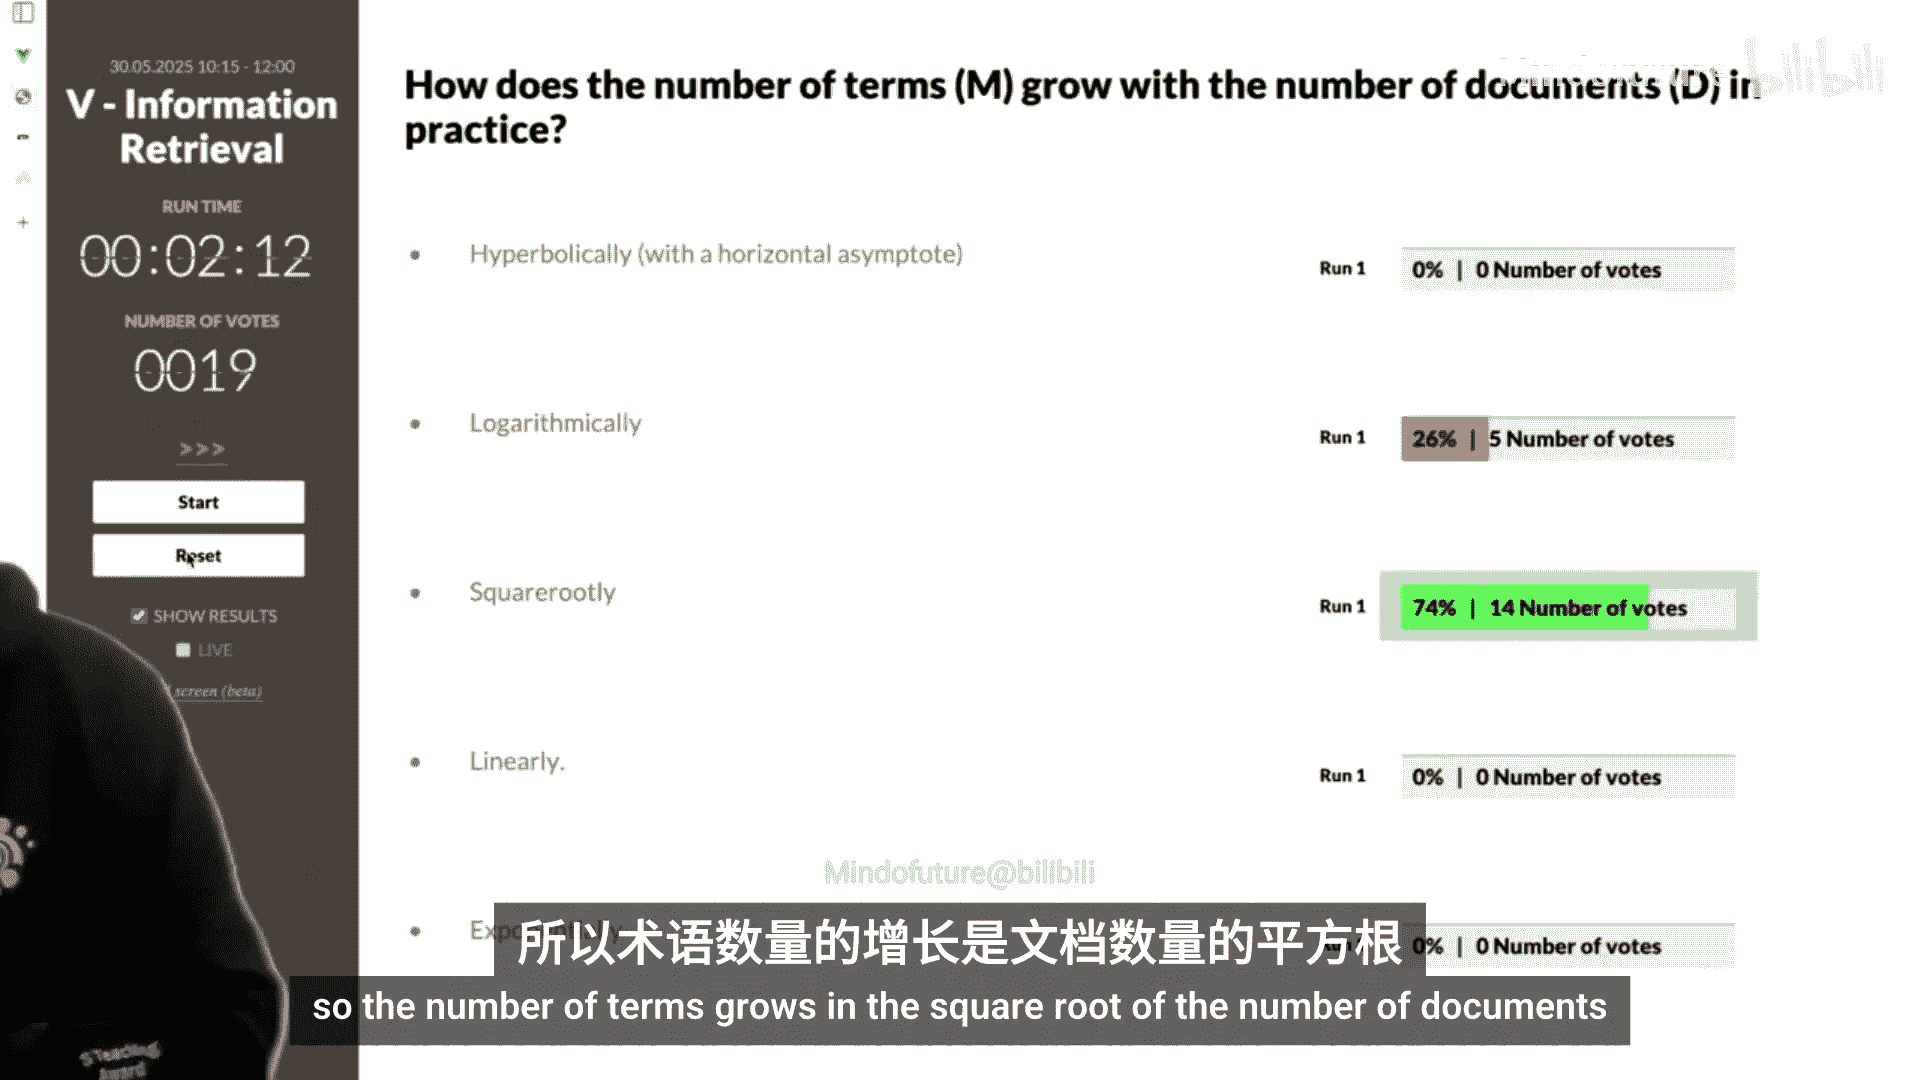 30.05.2025 10:15 - 12:00
V - Information
Retrieval
RUN TIME
00:02:12
NUMBER OF VOTES
0019
>>>
Start
Reset
SHOW RESULTS
LIVE
screen (beta)
How does the number of terms (M) grow with the number of documents (D) in
practice?
bilibili
Hyperbolically (with a horizontal asymptote)
Run 1
0% | 0 Number of votes
Logarithmically
Run 1
26% | 5 Number of votes
Squarerootly
Run 1
74% | 14 Number of votes
Linearly.
Run 1
0% | 0 Number of votes
Exponentially
0% | 0 Number of votes
Mindofuture@bilibili
所以术语数量的增长是文档数量的平方根
so the number of terms grows in the square root of the number of documents
Teaching
Award